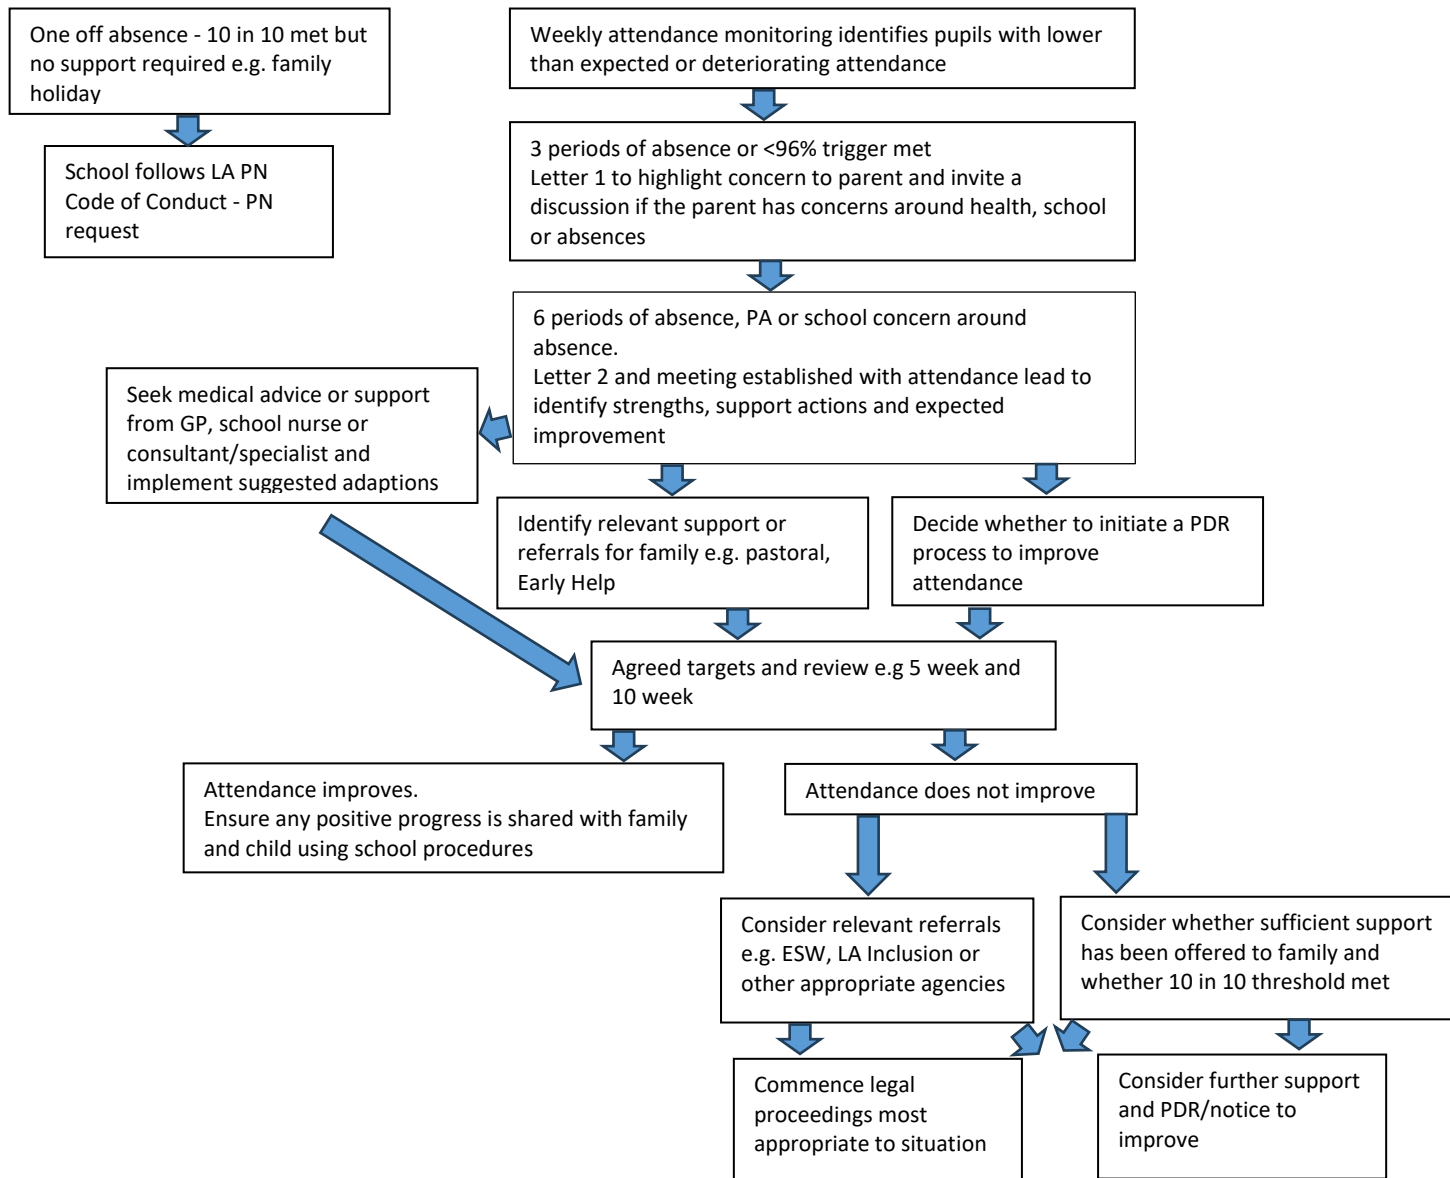 One off absence - 10 in 10 met but
no support required e.g. family
holiday
Weekly attendance monitoring identifies pupils with lower
than expected or deteriorating attendance
School follows LA PN
Code of Conduct - PN
request
3 periods of absence or <96% trigger met
Letter 1 to highlight concern to parent and invite a
discussion if the parent has concerns around health, school
or absences
6 periods of absence, PA or school concern around
absence.
Letter 2 and meeting established with attendance lead to
identify strengths, support actions and expected
improvement
Seek medical advice or support
from GP, school nurse or
consultant/specialist and
implement suggested adaptions
Identify relevant support or
referrals for family e.g. pastoral,
Early Help
Decide whether to initiate a PDR
process to improve
attendance
Agreed targets and review e.g 5 week and
10 week
Attendance improves.
Ensure any positive progress is shared with family
and child using school procedures
Attendance does not improve
Consider relevant referrals
e.g. ESW, LA Inclusion or
other appropriate agencies
Consider whether sufficient support
has been offered to family and
whether 10 in 10 threshold met
Commence legal
proceedings most
appropriate to situation
Consider further support
and PDR/notice to
improve